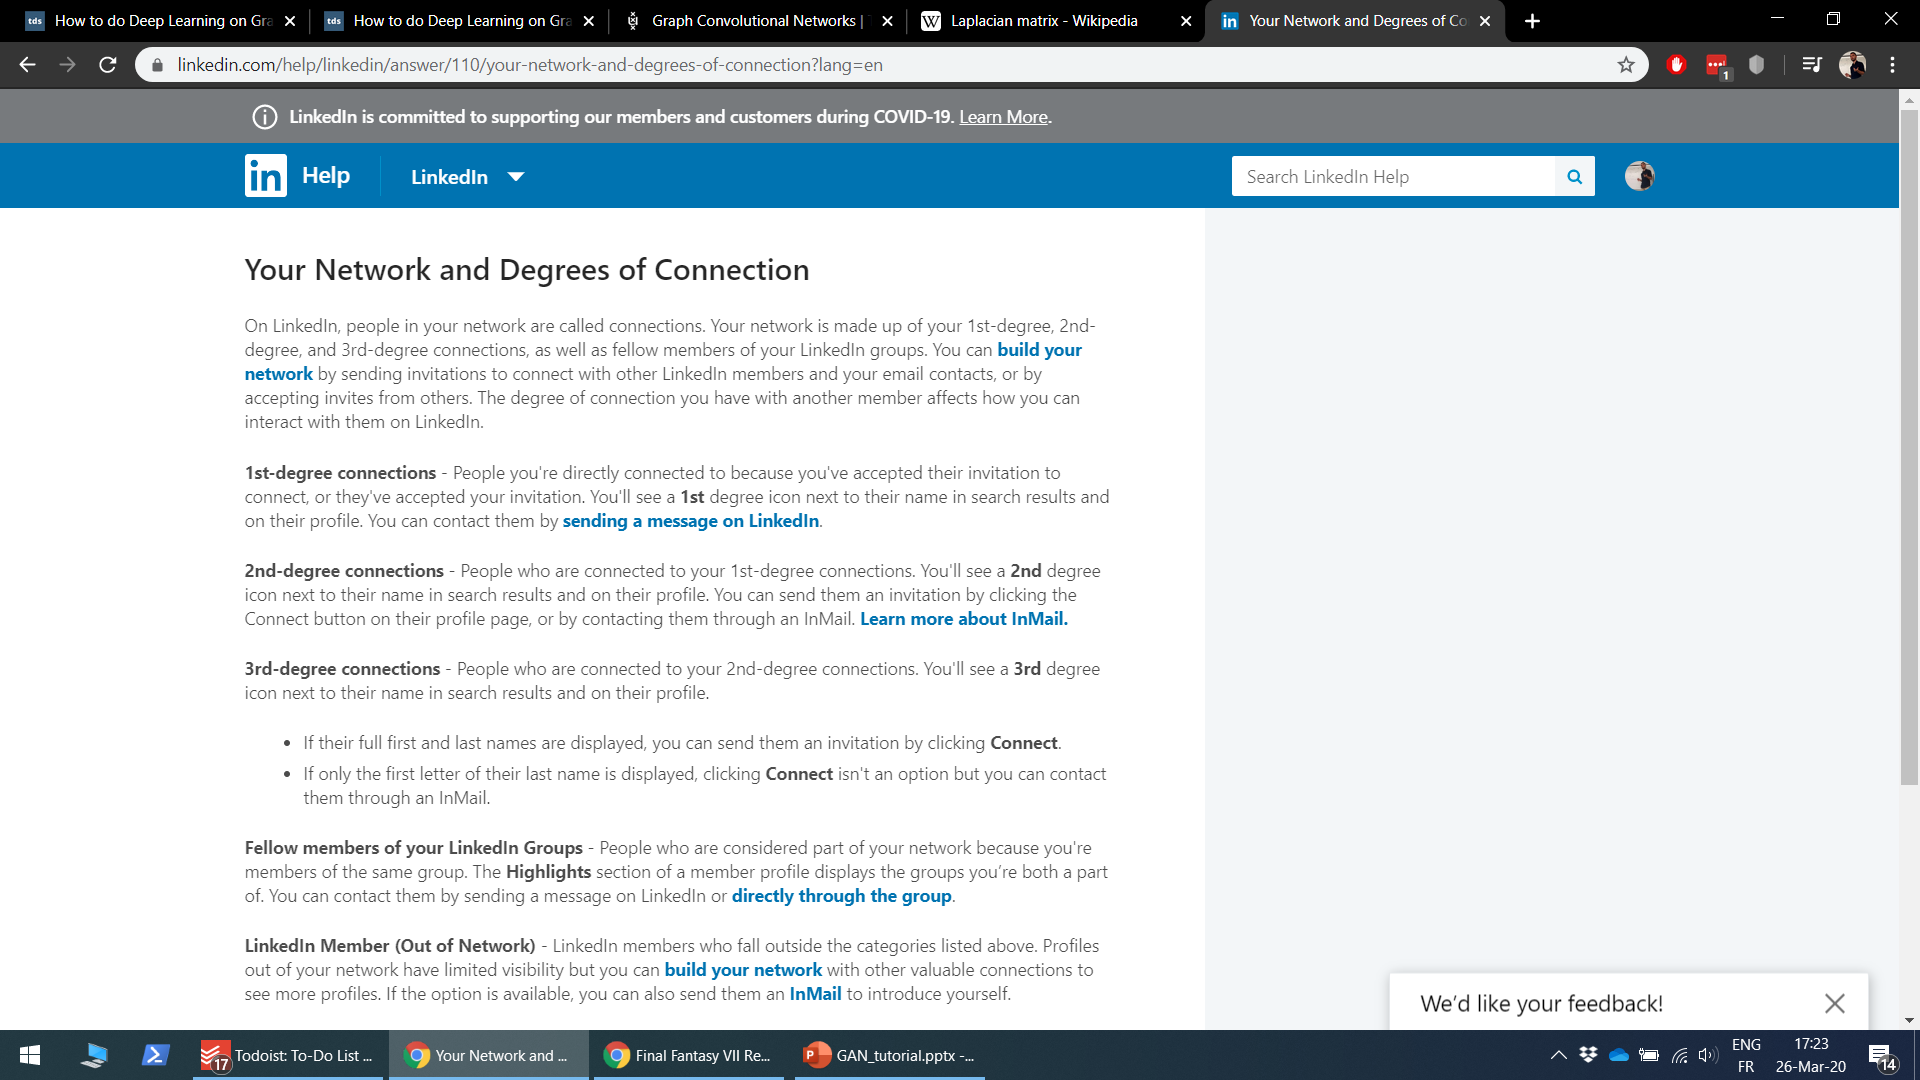 tds How to do Deep Learning on Gra
tds How to do Deep Learning on Gra
Graph Convolutional Networks | T
W Laplacian matrix - Wikipedia
in Your Network and Degrees of Co
linkedin.com/help/linkedin/answer/110/your-network-and-degrees-of-connection?lang=en
1
LinkedIn is committed to supporting our members and customers during COVID-19. Learn More.
in Help LinkedIn
Search LinkedIn Help
Your Network and Degrees of Connection
On LinkedIn, people in your network are called connections. Your network is made up of your 1st-degree, 2nd-
degree, and 3rd-degree connections, as well as fellow members of your LinkedIn groups. You can build your
network by sending invitations to connect with other LinkedIn members and your email contacts, or by
accepting invites from others. The degree of connection you have with another member affects how you can
interact with them on LinkedIn.
1st-degree connections - People you're directly connected to because you've accepted their invitation to
connect, or they've accepted your invitation. You'll see a 1st degree icon next to their name in search results and
on their profile. You can contact them by sending a message on LinkedIn.
2nd-degree connections - People who are connected to your 1st-degree connections. You'll see a 2nd degree
icon next to their name in search results and on their profile. You can send them an invitation by clicking the
Connect button on their profile page, or by contacting them through an InMail. Learn more about InMail.
3rd-degree connections - People who are connected to your 2nd-degree connections. You'll see a 3rd degree
icon next to their name in search results and on their profile.
• If their full first and last names are displayed, you can send them an invitation by clicking Connect.
• If only the first letter of their last name is displayed, clicking Connect isn't an option but you can contact
them through an InMail.
Fellow members of your LinkedIn Groups - People who are considered part of your network because you're
members of the same group. The Highlights section of a member profile displays the groups you’re both a part
of. You can contact them by sending a message on LinkedIn or directly through the group.
LinkedIn Member (Out of Network) - LinkedIn members who fall outside the categories listed above. Profiles
out of your network have limited visibility but you can build your network with other valuable connections to
see more profiles. If the option is available, you can also send them an InMail to introduce yourself.
We’d like your feedback!
17 Todoist: To-Do List ...
Your Network and ...
Final Fantasy VII Re...
P GAN_tutorial.pptx -...
ENG
FR
17:23
26-Mar-20
14